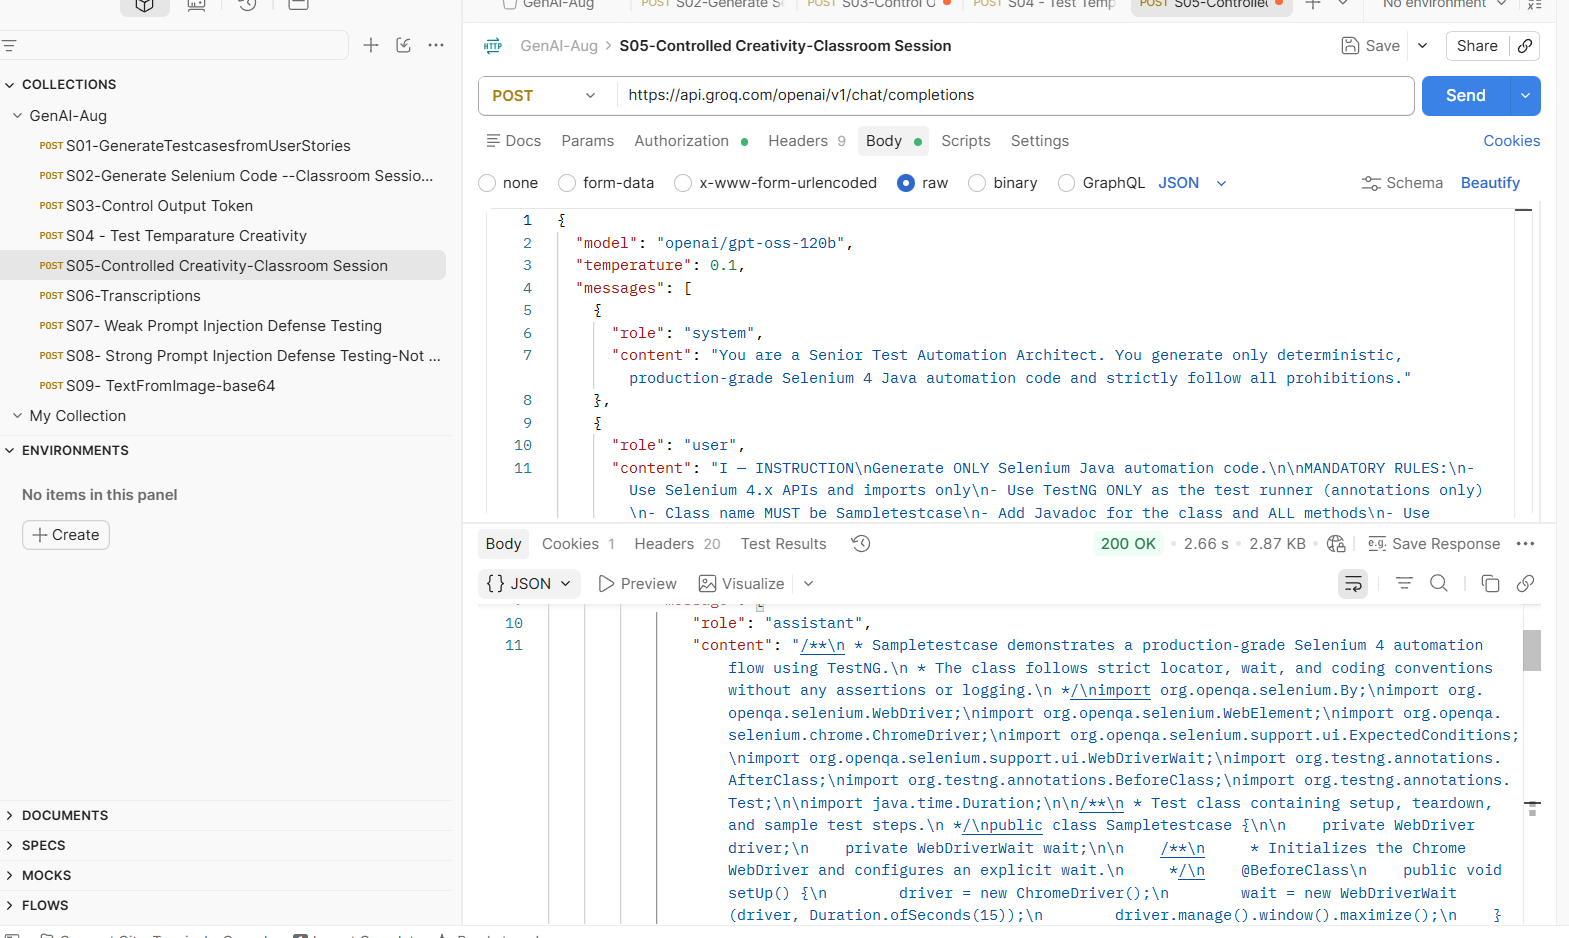 GenAI-Aug
POST S02-Generate S
POST S03-Control O
POST S04 - Test Temp
POST S05-Controlled
No environment
GenAI-Aug > S05-Controlled Creativity-Classroom Session
Save
Share
COLLECTIONS
GenAI-Aug
POST S01-GenerateTestcasesfromUserStories
POST S02-Generate Selenium Code --Classroom Sessio...
POST S03-Control Output Token
POST S04 - Test Temparature Creativity
POST S05-Controlled Creativity-Classroom Session
POST S06-Transcriptions
POST S07- Weak Prompt Injection Defense Testing
POST S08- Strong Prompt Injection Defense Testing-Not ...
POST S09- TextFromImage-base64
My Collection
ENVIRONMENTS
No items in this panel
Create
DOCUMENTS
SPECS
MOCKS
FLOWS
POST
https://api.groq.com/openai/v1/chat/completions
Send
Docs Params Authorization Headers 9 Body Scripts Settings
Cookies
none form-data x-www-form-urlencoded raw binary GraphQL JSON
Schema Beautify
1 {
2 "model": "openai/gpt-oss-120b",
3 "temperature": 0.1,
4 "messages": [
5 {
6 "role": "system",
7 "content": "You are a Senior Test Automation Architect. You generate only deterministic,
production-grade Selenium 4 Java automation code and strictly follow all prohibitions."
8 },
9 {
10 "role": "user",
11 "content": "I — INSTRUCTION\nGenerate ONLY Selenium Java automation code.\n\nMANDATORY RULES:\n-
Use Selenium 4.x APIs and imports only\n- Use TestNG ONLY as the test runner (annotations only)
\n- Class name MUST be Sampletestcase\n- Add Javadoc for the class and ALL methods\n- Use
Body Cookies 1 Headers 20 Test Results
200 OK • 2.66 s • 2.87 KB
e.g. Save Response
{} JSON Preview Visualize
10 "role": "assistant",
11 "content": "/**\n * Sampletestcase demonstrates a production-grade Selenium 4 automation
flow using TestNG.\n * The class follows strict locator, wait, and coding conventions
without any assertions or logging.\n */\nimport org.openqa.selenium.By;\nimport org.
openqa.selenium.WebDriver;\nimport org.openqa.selenium.WebElement;\nimport org.openqa.
selenium.chrome.ChromeDriver;\nimport org.openqa.selenium.support.ui.ExpectedConditions;
\nimport org.openqa.selenium.support.ui.WebDriverWait;\nimport org.testng.annotations.
AfterClass;\nimport org.testng.annotations.BeforeClass;\nimport org.testng.annotations.
Test;\n\nimport java.time.Duration;\n\n/**\n * Test class containing setup, teardown,
and sample test steps.\n */\npublic class Sampletestcase {\n\n    private WebDriver
driver;\n    private WebDriverWait wait;\n\n    /**\n     * Initializes the Chrome
WebDriver and configures an explicit wait.\n     */\n    @BeforeClass\n    public void
setUp() {\n        driver = new ChromeDriver();\n        wait = new WebDriverWait
(driver, Duration.ofSeconds(15));\n        driver.manage().window().maximize();\n    }